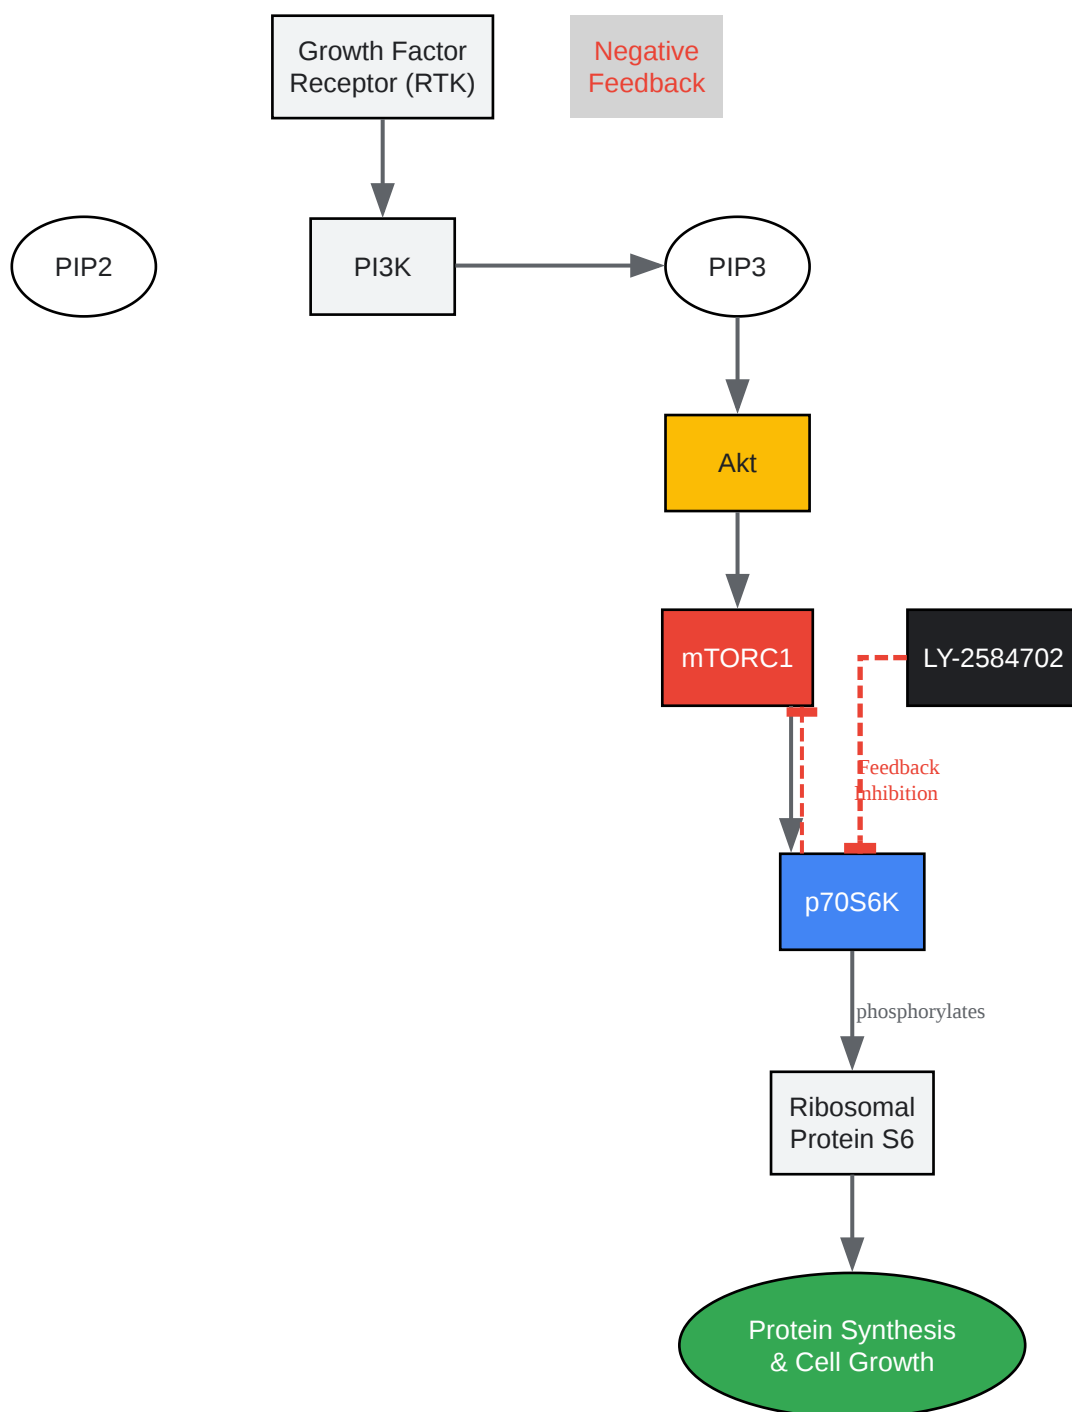 Growth Factor
Receptor (RTK)
Negative
Feedback
PIP2
PI3K
PIP3
Akt
mTORC1
LY-2584702
Feedback
Inhibition
p70S6K
phosphorylates
Ribosomal
Protein S6
Protein Synthesis
& Cell Growth